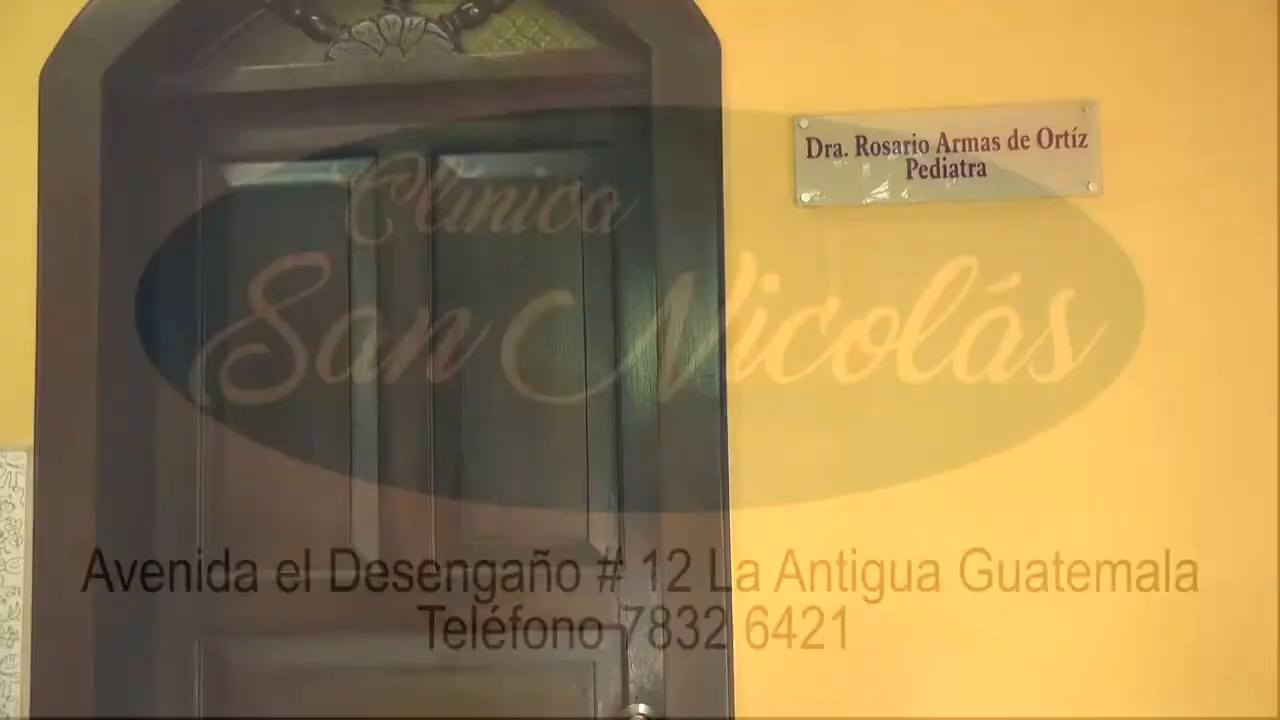 Dra. Rosario Armas de Ortíz
Pediatra
Clínica
San Nicolás
Avenida el Desengaño # 12 La Antigua Guatemala
Teléfono 7832 6421